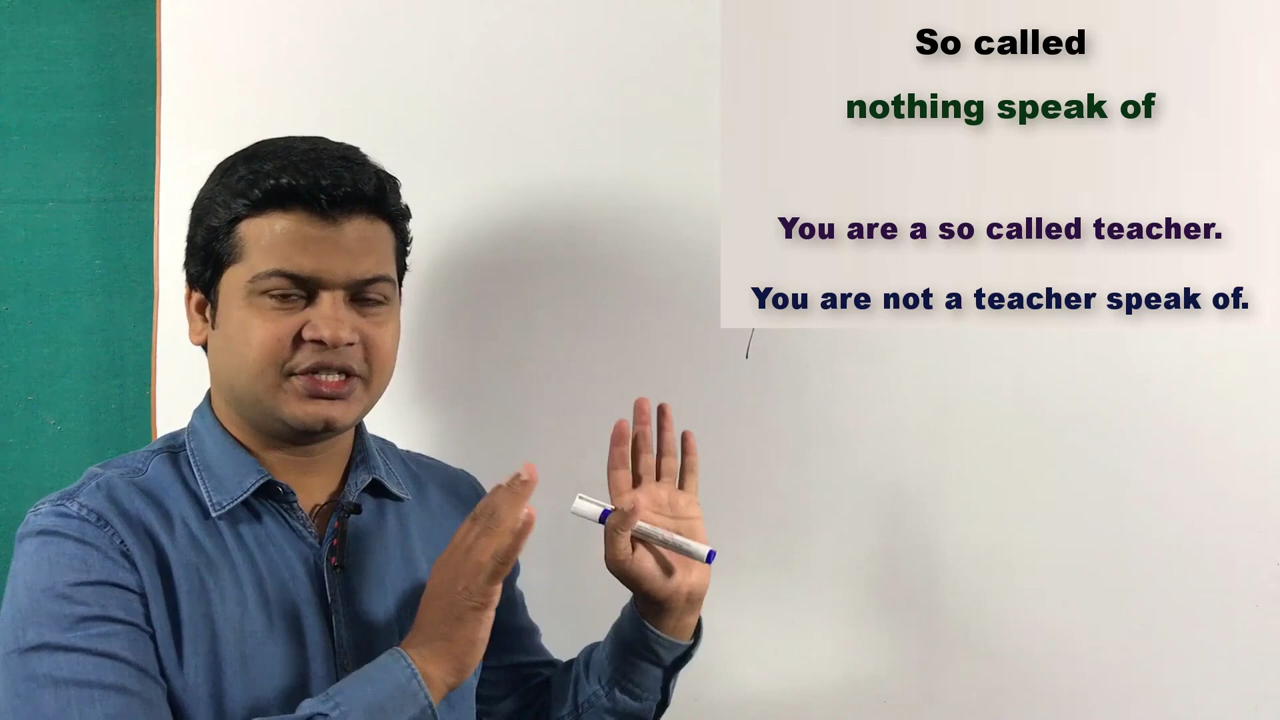 So called
nothing speak of
You are a so called teacher.
You are not a teacher speak of.